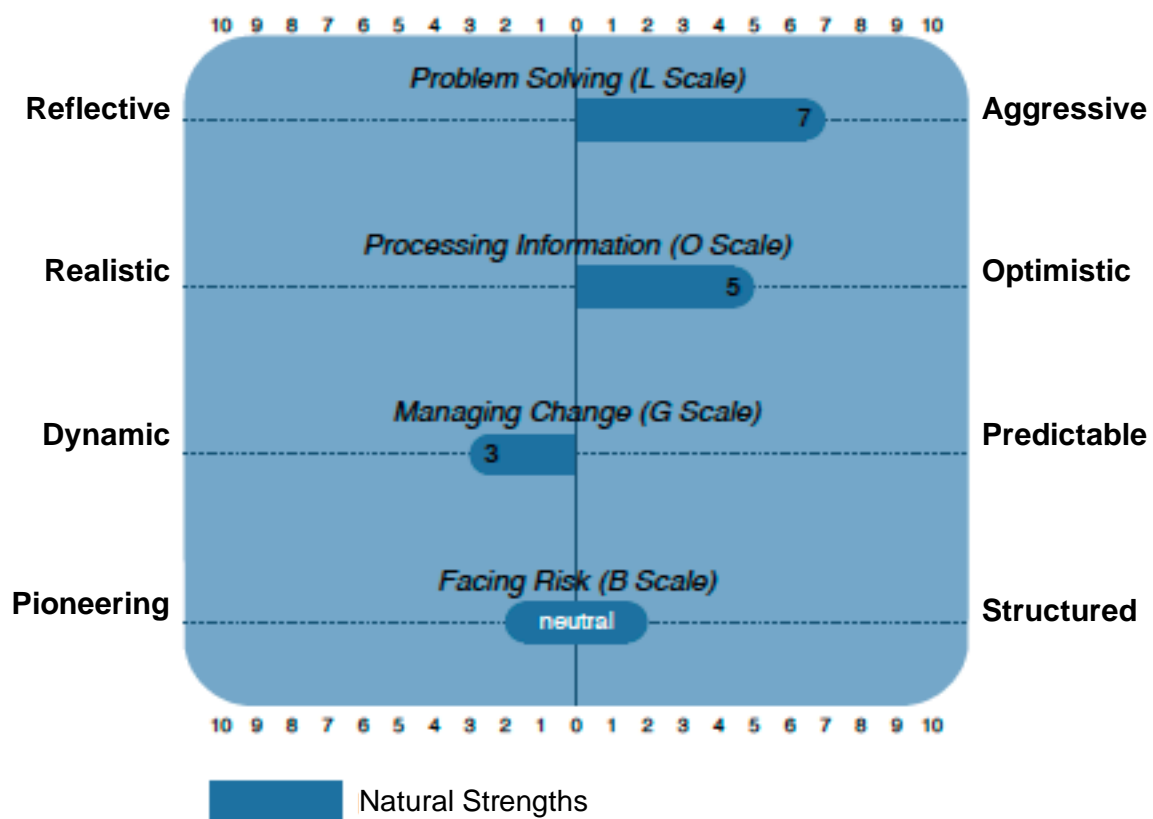 10 9 8 7 6 5 4 3 2 1 0 1 2 3 4 5 6 7 8 9 10
Problem Solving (L Scale)
Reflective 7 Aggressive
Processing Information (O Scale)
Realistic 5 Optimistic
Managing Change (G Scale)
Dynamic 3 Predictable
Facing Risk (B Scale)
Pioneering neutral Structured
10 9 8 7 6 5 4 3 2 1 0 1 2 3 4 5 6 7 8 9 10
Natural Strengths